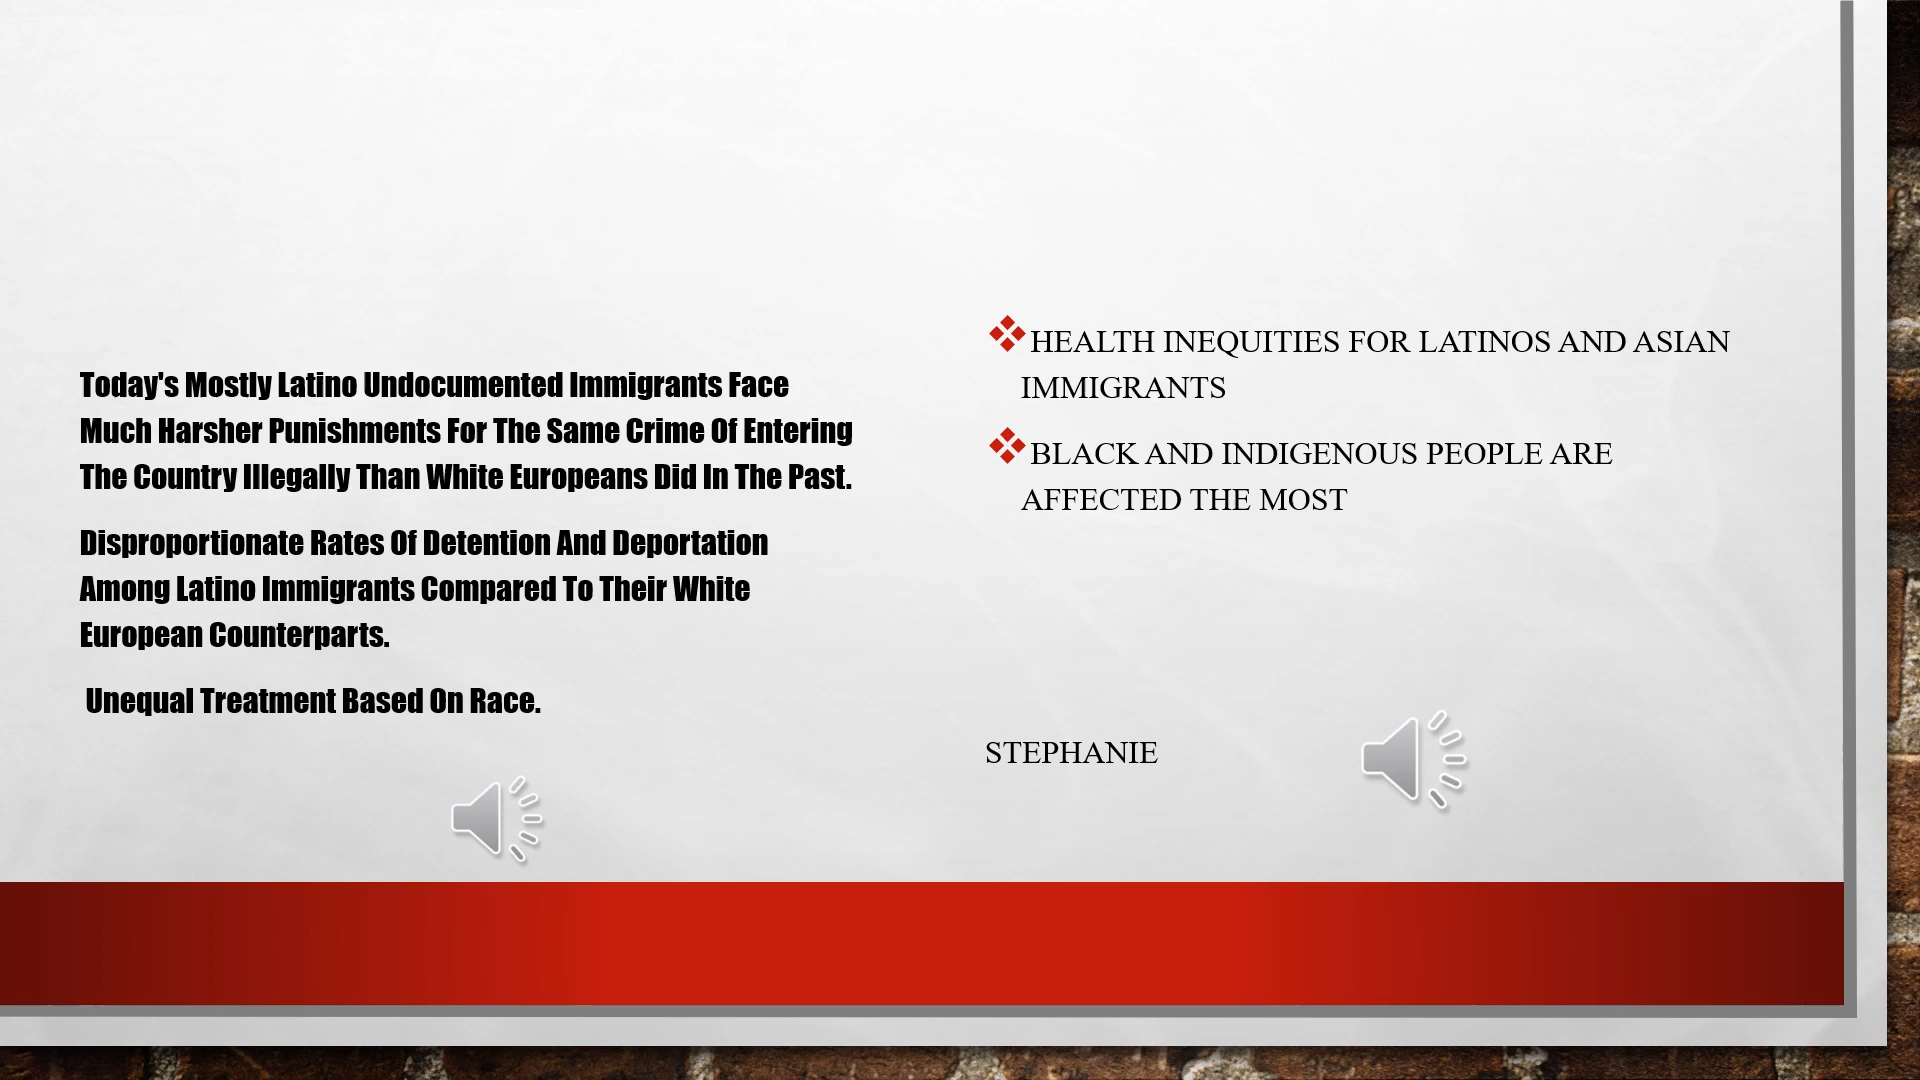 Today's Mostly Latino Undocumented Immigrants Face
Much Harsher Punishments For The Same Crime Of Entering
The Country Illegally Than White Europeans Did In The Past.
Disproportionate Rates Of Detention And Deportation
Among Latino Immigrants Compared To Their White
European Counterparts.
Unequal Treatment Based On Race.
HEALTH INEQUITIES FOR LATINOS AND ASIAN
IMMIGRANTS
BLACK AND INDIGENOUS PEOPLE ARE
AFFECTED THE MOST
STEPHANIE